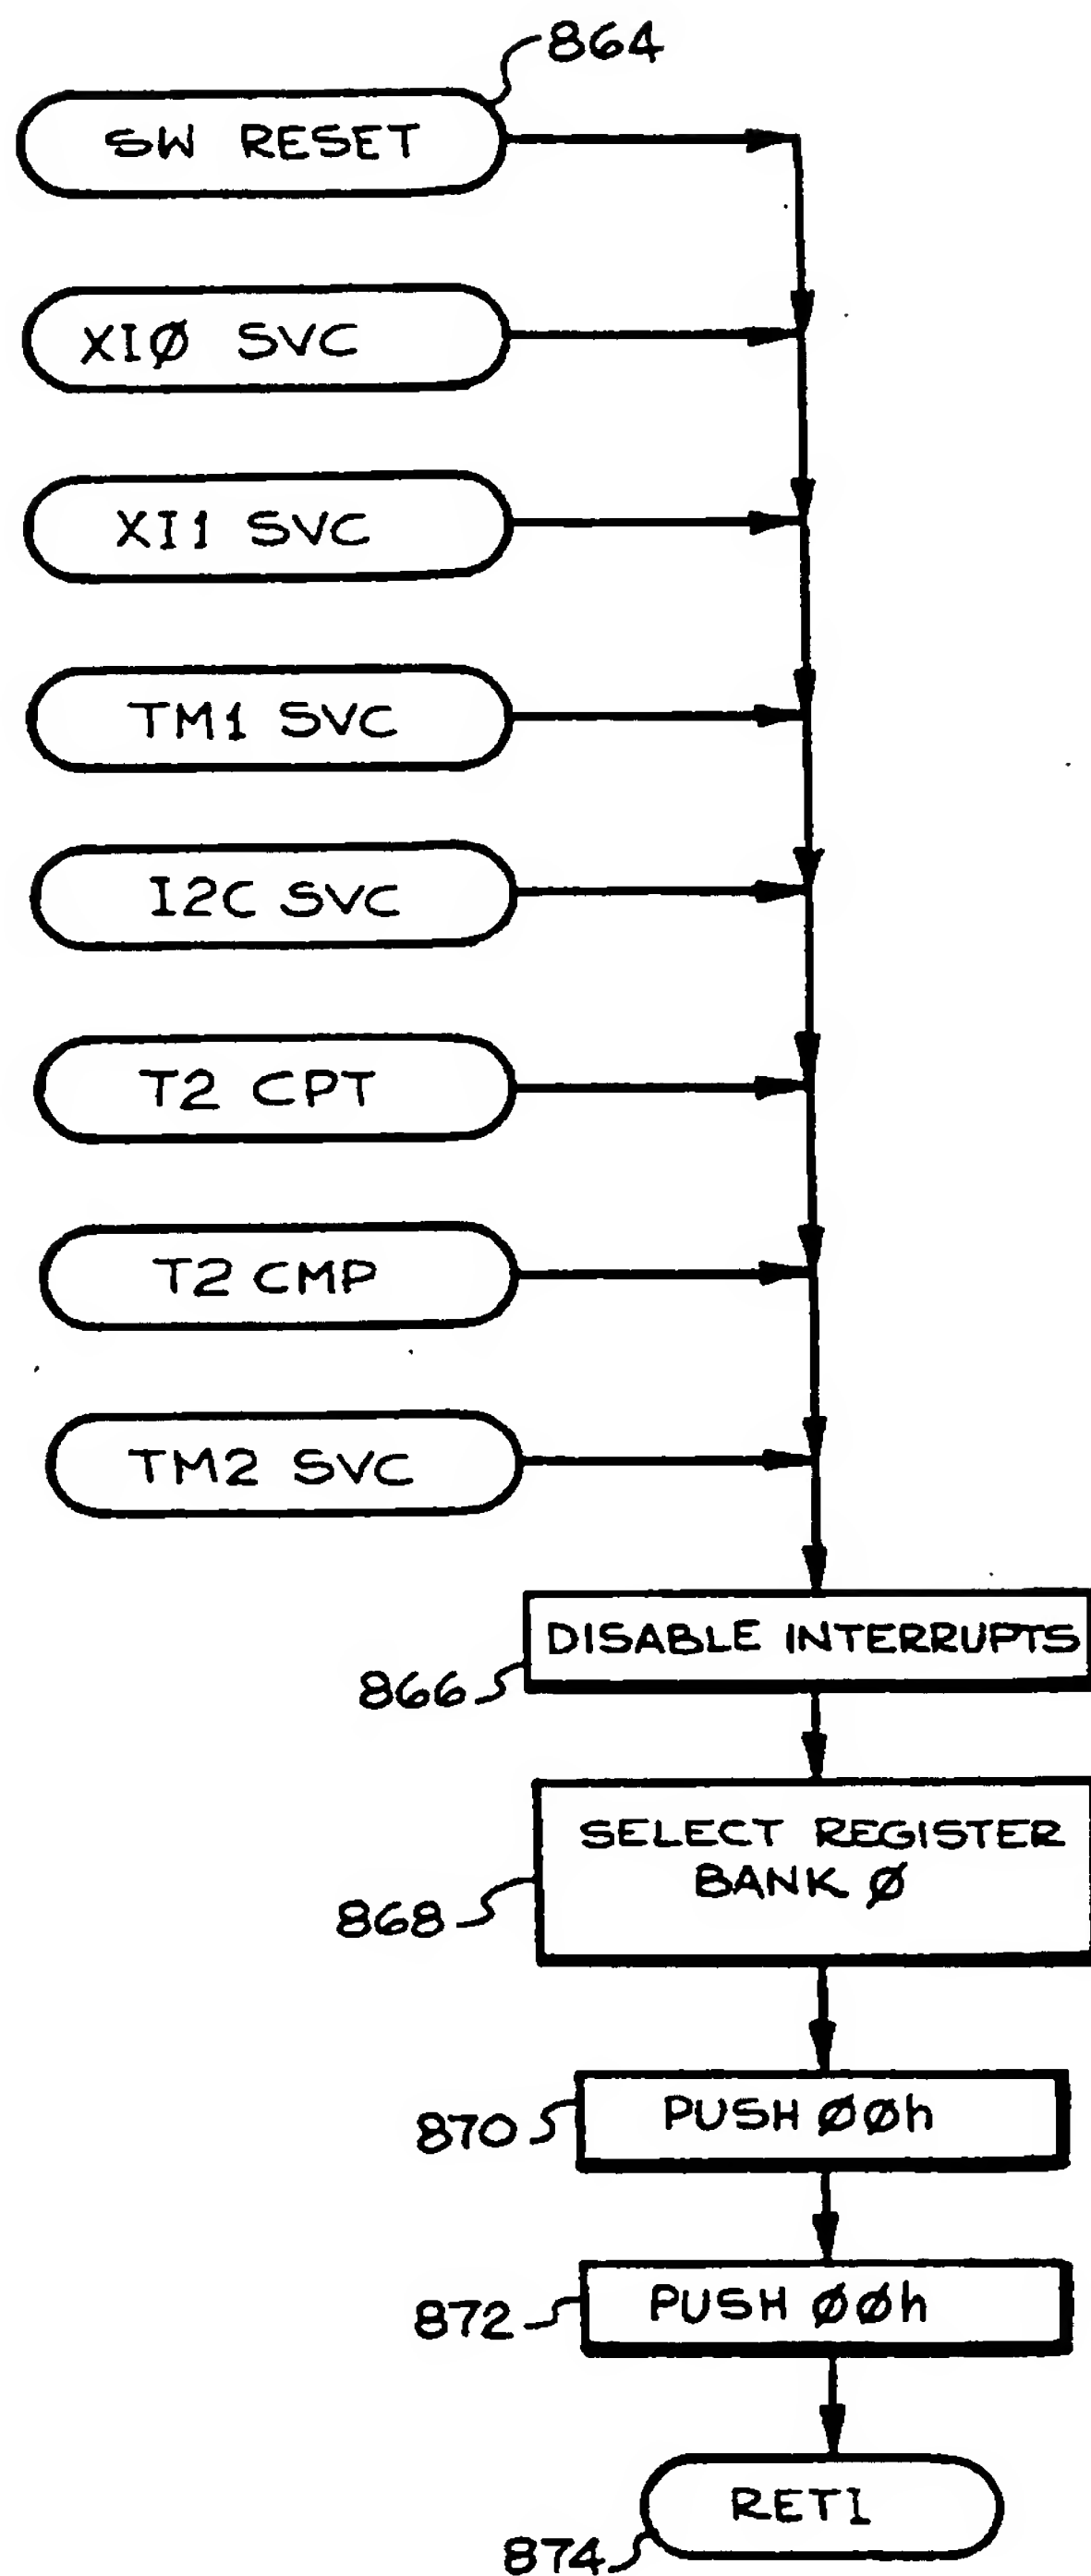 864
SW RESET
XIØ SVC
XI1 SVC
TM1 SVC
I2C SVC
T2 CPT
T2 CMP
TM2 SVC
DISABLE INTERRUPTS
866
SELECT REGISTER
BANK Ø
868
PUSH ØØh
870
PUSH ØØh
872
RETI
874